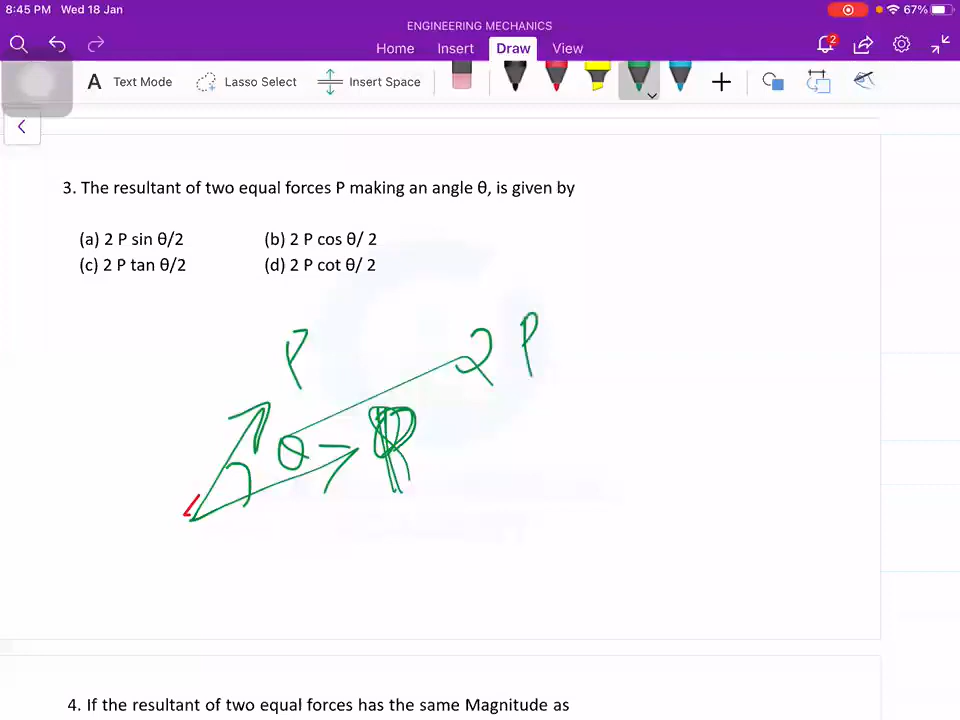 8:45 PM Wed 18 Jan
67%
ENGINEERING MECHANICS
Home Insert Draw View
2
A Text Mode Lasso Select Insert Space
3. The resultant of two equal forces P making an angle θ, is given by
(a) 2 P sin θ/2 (b) 2 P cos θ/ 2
(c) 2 P tan θ/2 (d) 2 P cot θ/ 2
P 2 P
θ
4. If the resultant of two equal forces has the same Magnitude as